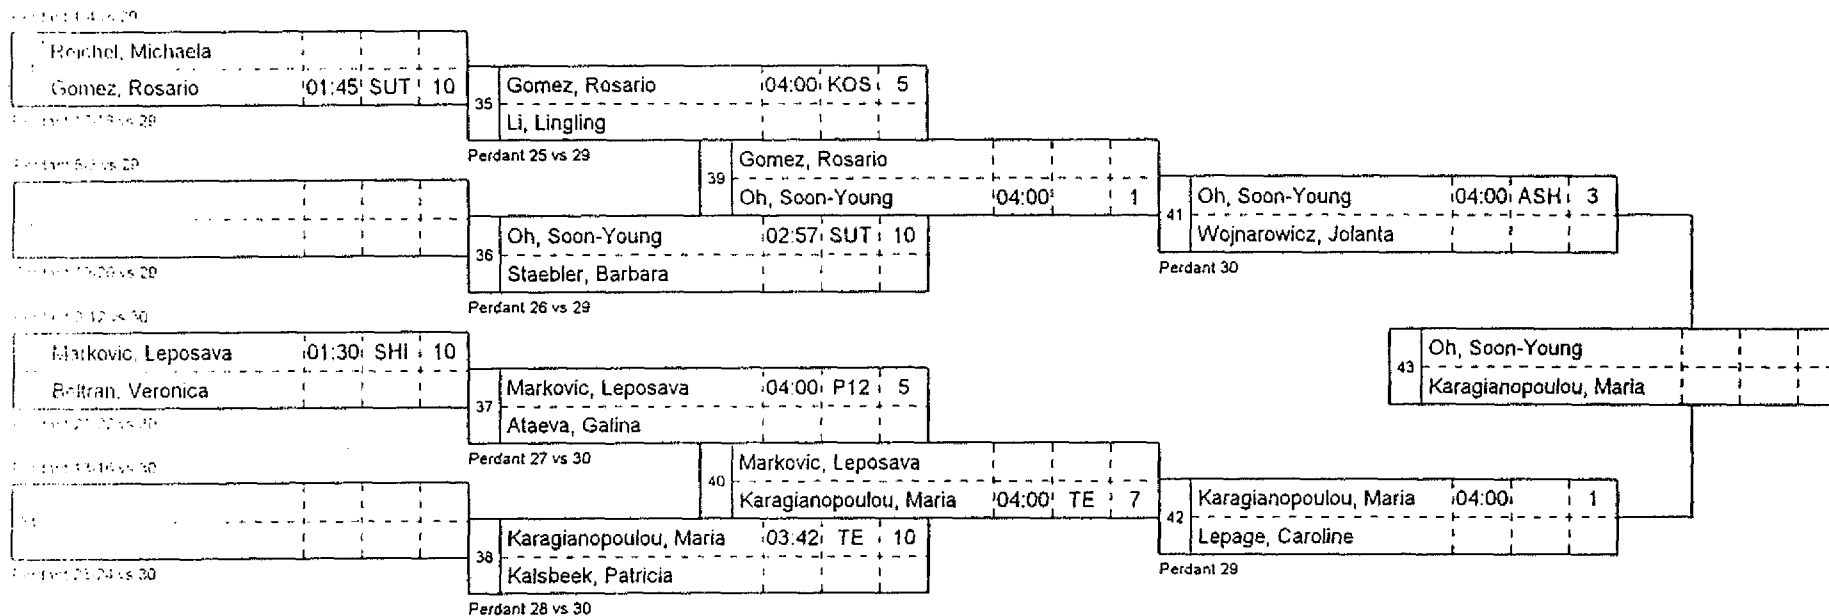 Reichel, Michaela
Gomez, Rosario 01:45 SUT 10
35 Gomez, Rosario 04:00 KOS 5
Li, Lingling
Perdant 25 vs 29
39 Gomez, Rosario
Oh, Soon-Young 04:00 1
36 Oh, Soon-Young 02:57 SUT 10
Staebler, Barbara
Perdant 26 vs 29
41 Oh, Soon-Young 04:00 ASH 3
Wojnarowicz, Jolanta
Perdant 30
Markovic, Leposava 01:30 SHI 10
Beltran, Veronica
37 Markovic, Leposava 04:00 P12 5
Ataeva, Galina
Perdant 27 vs 30
40 Markovic, Leposava
Karagianopoulou, Maria 04:00 TE 7
38 Karagianopoulou, Maria 03:42 TE 10
Kalsbeek, Patricia
Perdant 28 vs 30
42 Karagianopoulou, Maria 04:00 1
Lepage, Caroline
Perdant 29
43 Oh, Soon-Young
Karagianopoulou, Maria